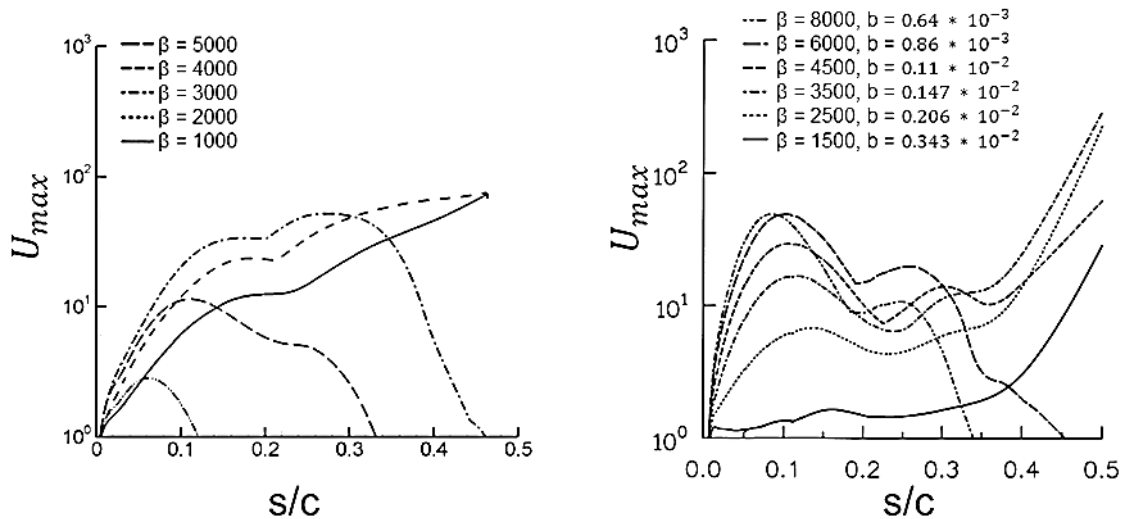 β = 5000
β = 4000
β = 3000
β = 2000
β = 1000
10³
10²
10¹
10⁰
U_max
0
0.1
0.2
0.3
0.4
0.5
s/c
β = 8000, b = 0.64 * 10⁻³
β = 6000, b = 0.86 * 10⁻³
β = 4500, b = 0.11 * 10⁻²
β = 3500, b = 0.147 * 10⁻²
β = 2500, b = 0.206 * 10⁻²
β = 1500, b = 0.343 * 10⁻²
10³
10²
10¹
10⁰
U_max
0.0
0.1
0.2
0.3
0.4
0.5
s/c